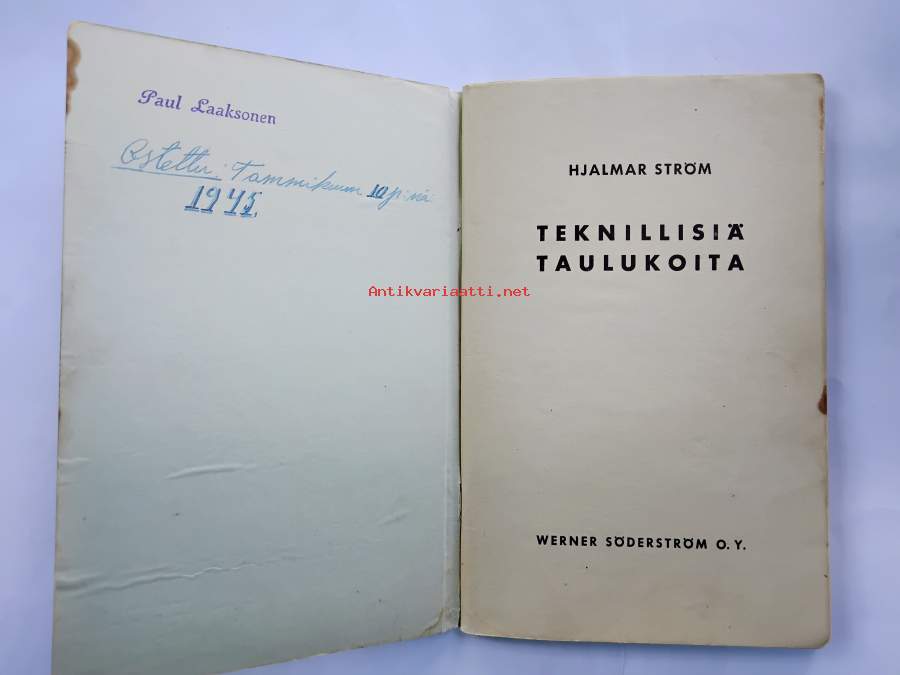 Paul Laaksonen
Ostettu: Tammikuun 10 p:nä
1945.
HJALMAR STRÖM
TEKNILLISIÄ
TAULUKOITA
Antikvariaatti.net
WERNER SÖDERSTRÖM O.Y.